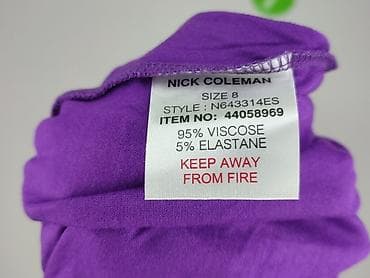 NICK COLEMAN
SIZE 8
STYLE : N643314ES
ITEM NO: 44058969
95% VISCOSE
5% ELASTANE
KEEP AWAY
FROM FIRE